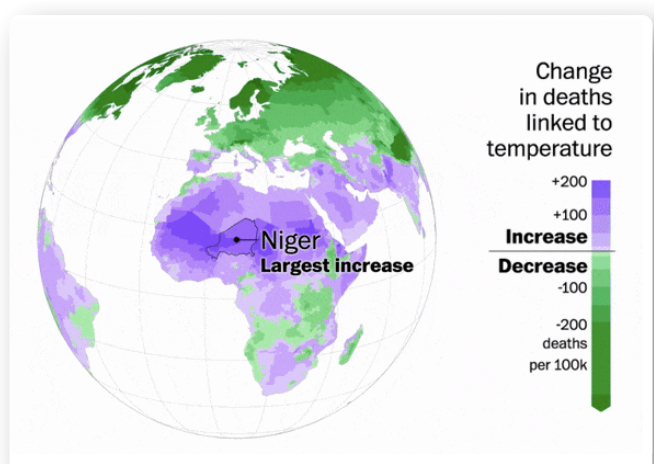 Change
in deaths
linked to
temperature
+200
+100
Increase
Decrease
-100
-200
deaths
per 100k
Niger
Largest increase